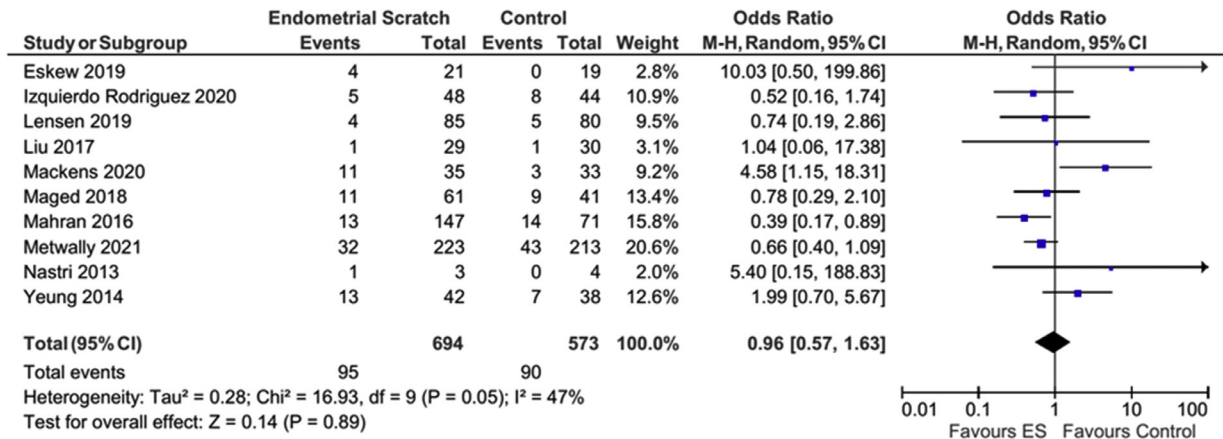 Endometrial Scratch Control Odds Ratio Odds Ratio
Study or Subgroup Events Total Events Total Weight M-H, Random, 95% CI M-H, Random, 95% CI
Eskew 2019 4 21 0 19 2.8% 10.03 [0.50, 199.86]
Izquierdo Rodriguez 2020 5 48 8 44 10.9% 0.52 [0.16, 1.74]
Lensen 2019 4 85 5 80 9.5% 0.74 [0.19, 2.86]
Liu 2017 1 29 1 30 3.1% 1.04 [0.06, 17.38]
Mackens 2020 11 35 3 33 9.2% 4.58 [1.15, 18.31]
Maged 2018 11 61 9 41 13.4% 0.78 [0.29, 2.10]
Mahran 2016 13 147 14 71 15.8% 0.39 [0.17, 0.89]
Metwally 2021 32 223 43 213 20.6% 0.66 [0.40, 1.09]
Nastri 2013 1 3 0 4 2.0% 5.40 [0.15, 188.83]
Yeung 2014 13 42 7 38 12.6% 1.99 [0.70, 5.67]
Total (95% CI) 694 573 100.0% 0.96 [0.57, 1.63]
Total events 95 90
Heterogeneity: Tau² = 0.28; Chi² = 16.93, df = 9 (P = 0.05); I² = 47%
Test for overall effect: Z = 0.14 (P = 0.89)
0.01 0.1 1 10 100
Favours ES Favours Control